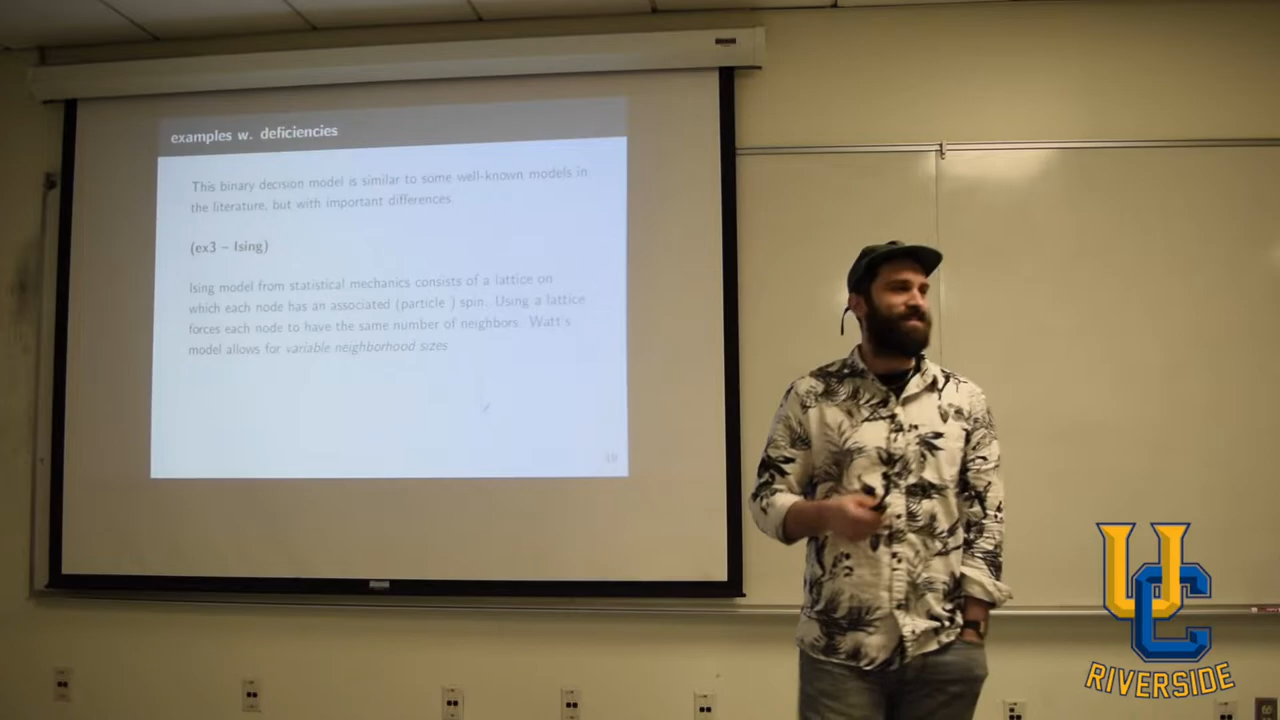 examples w. deficiencies
This binary decision model is similar to some well-known models in
the literature, but with important differences.
(ex3 – Ising)
Ising model from statistical mechanics consists of a lattice on
which each node has an associated (particle ) spin. Using a lattice
forces each node to have the same number of neighbors. Watt's
model allows for variable neighborhood sizes
19
UC
RIVERSIDE